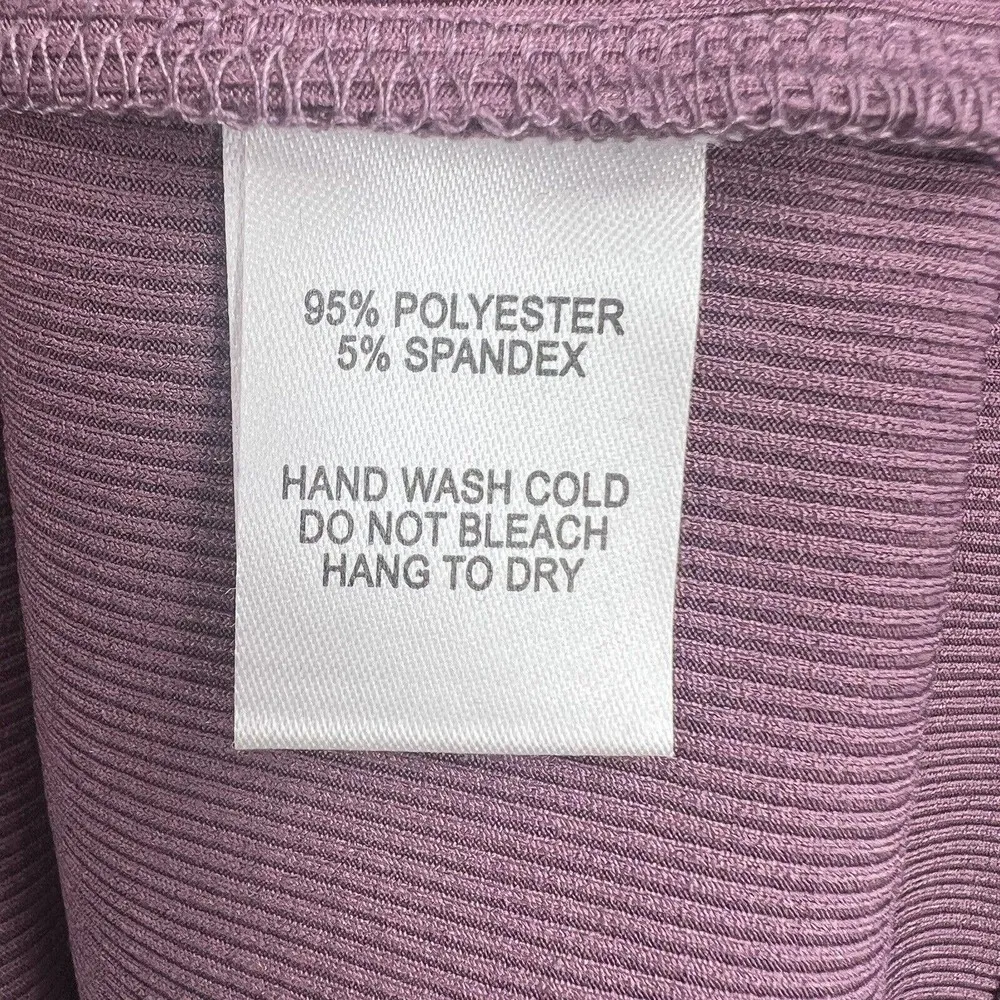 95% POLYESTER
5% SPANDEX
HAND WASH COLD
DO NOT BLEACH
HANG TO DRY